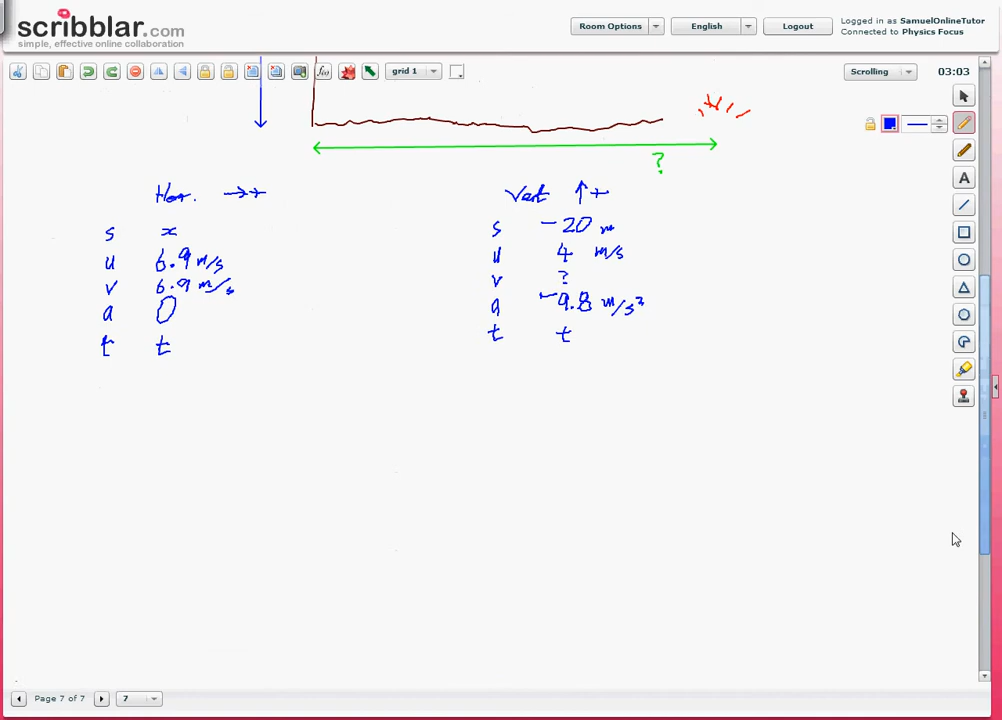 scribblar.com
simple, effective online collaboration
Room Options
English
Logout
Logged in as SamuelOnlineTutor
Connected to Physics Focus
f(x)
grid 1
Scrolling
03:03
A
?
Hor. → +
Vert ↑ +
s x
s -20 m
u 6.9 m/s
u 4 m/s
v 6.9 m/s
v ?
a 0
a -9.8 m/s²
t t
t t
Page 7 of 7
7